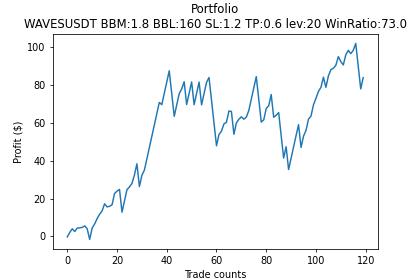 Portfolio
WAVESUSDT BBM:1.8 BBL:160 SL:1.2 TP:0.6 lev:20 WinRatio:73.0
100
80
60
40
20
0
Profit ($)
0 20 40 60 80 100 120
Trade counts